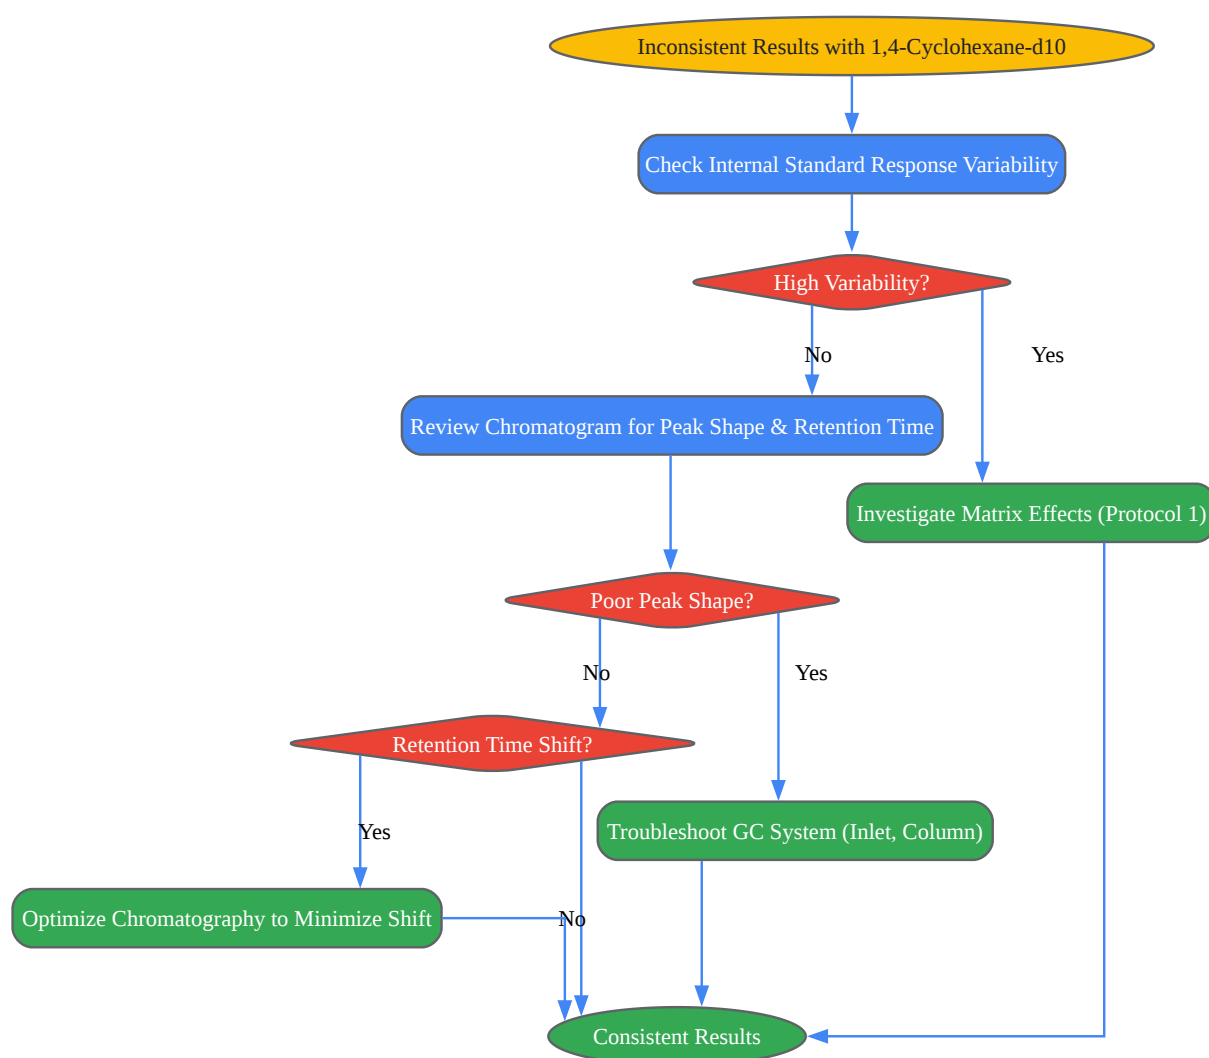 Inconsistent Results with 1,4-Cyclohexane-d10
Check Internal Standard Response Variability
High Variability?
No
Yes
Review Chromatogram for Peak Shape & Retention Time
Investigate Matrix Effects (Protocol 1)
Poor Peak Shape?
No
Yes
Retention Time Shift?
Yes
Troubleshoot GC System (Inlet, Column)
Optimize Chromatography to Minimize Shift
No
Consistent Results